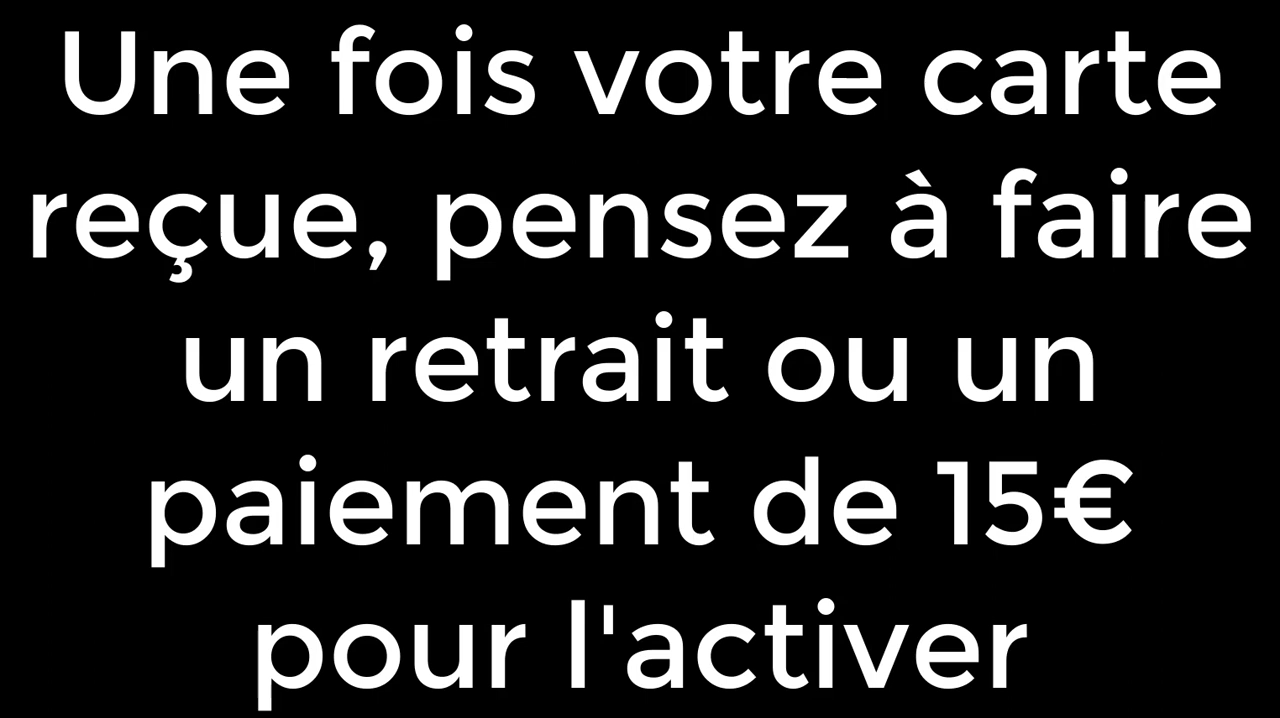 Une fois votre carte
reçue, pensez à faire
un retrait ou un
paiement de 15€
pour l'activer